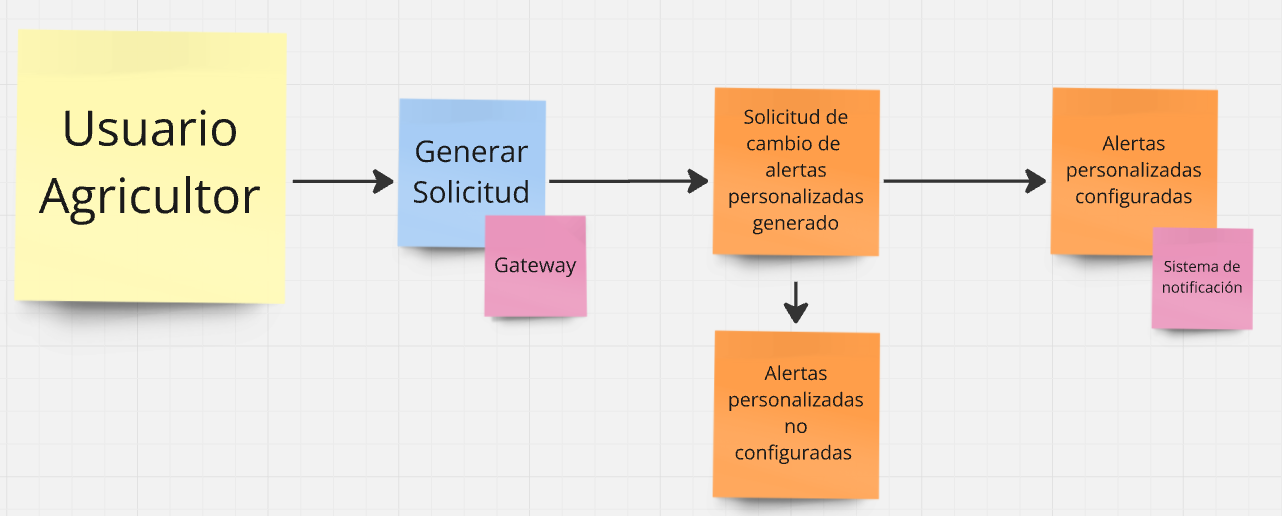 Usuario
Agricultor
Generar
Solicitud
Gateway
Solicitud de
cambio de
alertas
personalizadas
generado
Alertas
personalizadas
configuradas
Sistema de
notificación
Alertas
personalizadas
no
configuradas